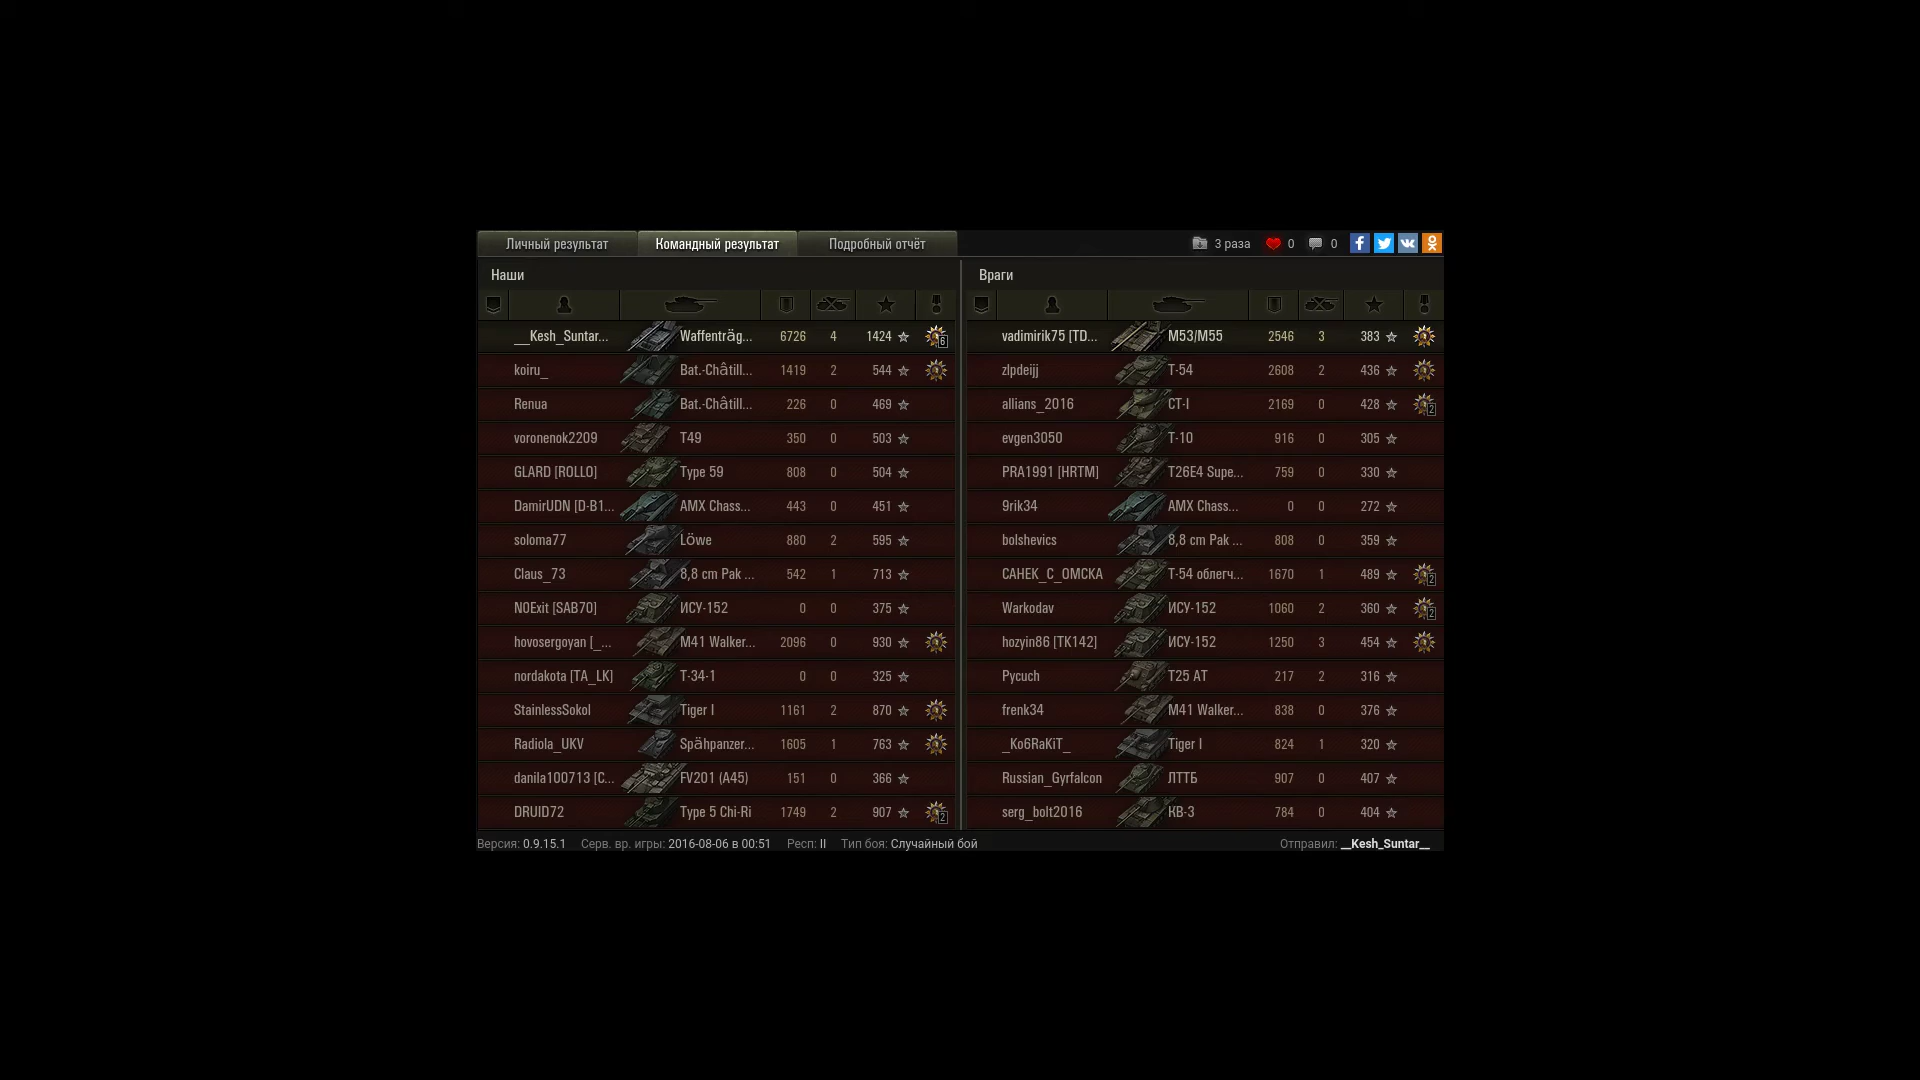 Личный результат Командный результат Подробный отчёт 3 раза 0 0
Наши Враги
__Kesh_Suntar... Waffenträg... 6726 4 1424 6 vadimirik75 [TD... M53/M55 2546 3 383
koiru_ Bat.-Châtill... 1419 2 544 zlpdeijj T-54 2608 2 436
Renua Bat.-Châtill... 226 0 469 allians_2016 СТ-I 2169 0 428 2
voronenok2209 T49 350 0 503 evgen3050 Т-10 916 0 305
GLARD [ROLLO] Type 59 808 0 504 PRA1991 [HRTM] T26E4 Supe... 759 0 330
DamirUDN [D-B1... AMX Chass... 443 0 451 9rik34 AMX Chass... 0 0 272
soloma77 Löwe 880 2 595 bolshevics 8,8 cm Pak ... 808 0 359
Claus_73 8,8 cm Pak ... 542 1 713 CAHEK_C_OMCKA Т-54 облегч... 1670 1 489 2
N0Exit [SAB70] ИСУ-152 0 0 375 Warkodav ИСУ-152 1060 2 360 2
hovosergoyan [_... M41 Walker... 2096 0 930 hozyin86 [TK142] ИСУ-152 1250 3 454
nordakota [TA_LK] T-34-1 0 0 325 Pycuch T25 AT 217 2 316
StainlessSokol Tiger I 1161 2 870 frenk34 M41 Walker... 838 0 376
Radiola_UKV Spähpanzer... 1605 1 763 _Ko6RaKiT_ Tiger I 824 1 320
danila100713 [C... FV201 (A45) 151 0 366 Russian_Gyrfalcon ЛТТБ 907 0 407
DRUID72 Type 5 Chi-Ri 1749 2 907 2 serg_bolt2016 КВ-3 784 0 404
Версия: 0.9.15.1 Серв. вр. игры: 2016-08-06 в 00:51 Респ: II Тип боя: Случайный бой Отправил: __Kesh_Suntar__